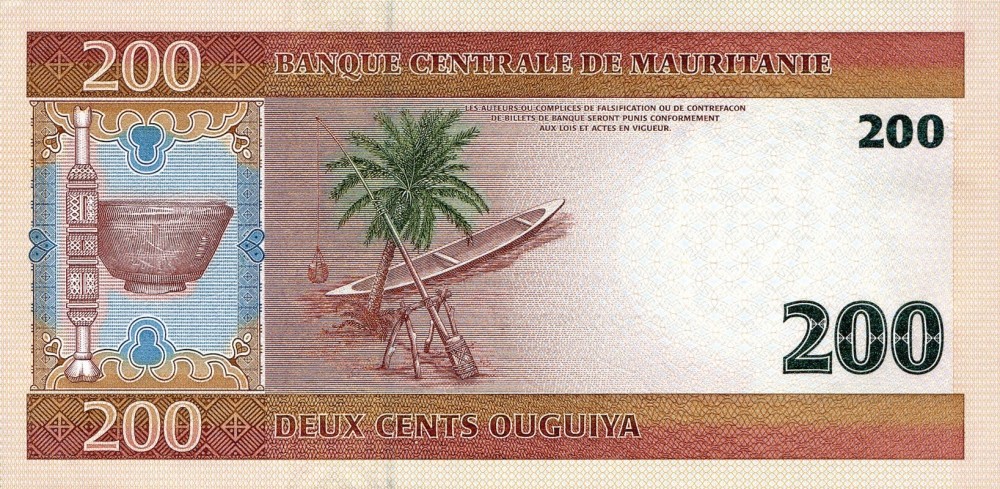 200
BANQUE CENTRALE DE MAURITANIE
LES AUTEURS OU COMPLICES DE FALSIFICATION OU DE CONTREFACON
DE BILLETS DE BANQUE SERONT PUNIS CONFORMEMENT
AUX LOIS ET ACTES EN VIGUEUR.
200
200
200
DEUX CENTS OUGUIYA